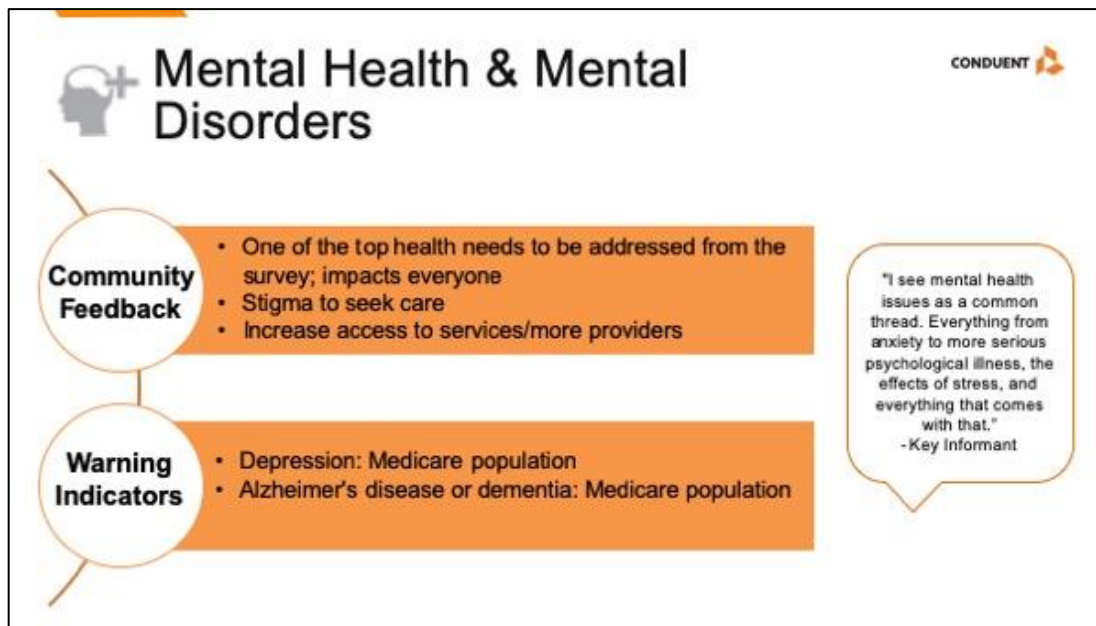 Mental Health & Mental
Disorders
CONDUENT
Community
Feedback
• One of the top health needs to be addressed from the
survey; impacts everyone
• Stigma to seek care
• Increase access to services/more providers
Warning
Indicators
• Depression: Medicare population
• Alzheimer's disease or dementia: Medicare population
"I see mental health
issues as a common
thread. Everything from
anxiety to more serious
psychological illness, the
effects of stress, and
everything that comes
with that."
- Key Informant